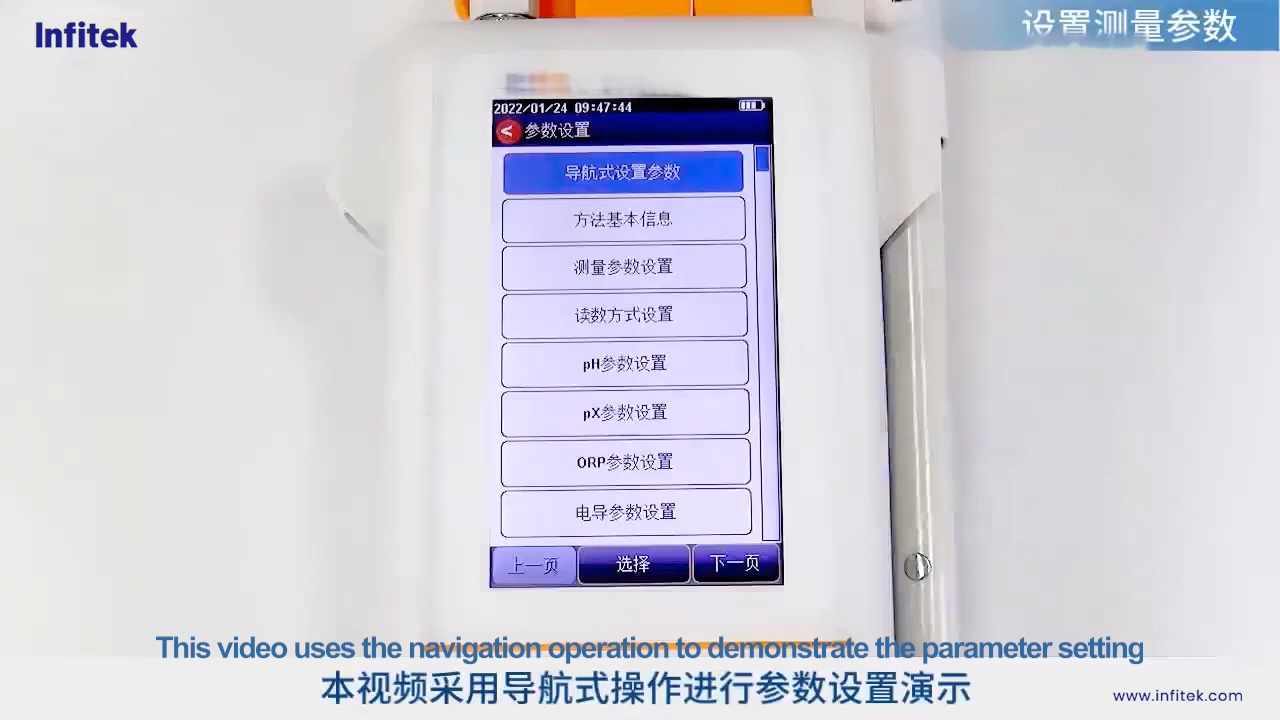 Infitek
设置测量参数
2022/01/24 09:47:44
参数设置
导航式设置参数
方法基本信息
测量参数设置
读数方式设置
pH参数设置
pX参数设置
ORP参数设置
电导参数设置
上一页 选择 下一页
This video uses the navigation operation to demonstrate the parameter setting
本视频采用导航式操作进行参数设置演示
www.infitek.com